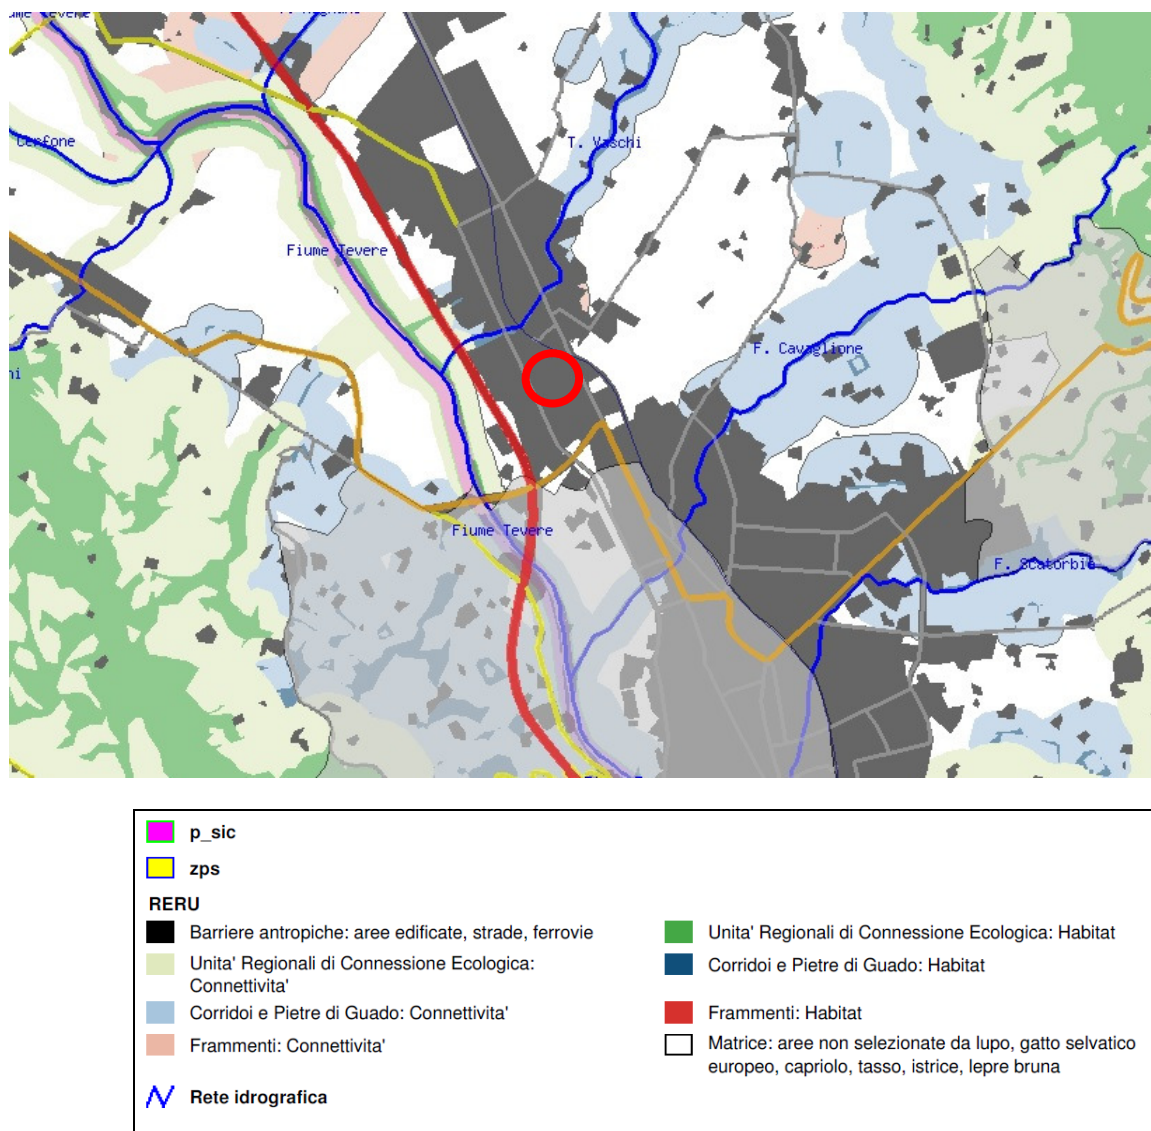 Cerfone
T. Vaschi
Fiume Tevere
F. Cavaglione
Fiume Tevere
F. Scatorbia
p_sic
zps
RERU
Barriere antropiche: aree edificate, strade, ferrovie
Unita' Regionali di Connessione Ecologica: Habitat
Unita' Regionali di Connessione Ecologica:
Connettivita'
Corridoi e Pietre di Guado: Habitat
Corridoi e Pietre di Guado: Connettivita'
Frammenti: Habitat
Frammenti: Connettivita'
Matrice: aree non selezionate da lupo, gatto selvatico
europeo, capriolo, tasso, istrice, lepre bruna
Rete idrografica